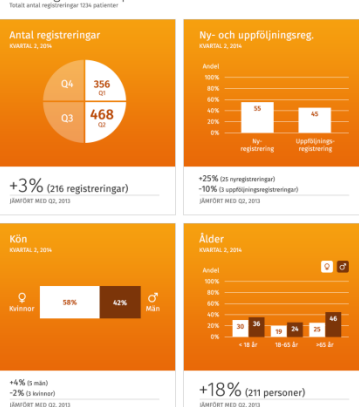 Totalt antal registreringar 1234 patienter
Antal registreringar
KVARTAL 2, 2014
Q4
356
Q1
Q3
468
Q2
+3% (216 registreringar)
JÄMFÖRT MED Q2, 2013
Ny- och uppföljningsreg.
KVARTAL 2, 2014
Andel
100%
80%
60%
40%
20%
0%
55
45
Ny-
registrering
Uppföljnings-
registrering
+25% (25 nyregistreringar)
-10% (3 uppföljningsregistreringar)
JÄMFÖRT MED Q2, 2013
Kön
KVARTAL 2, 2014
Kvinnor
58%
42%
Män
+4% (5 män)
-2% (3 kvinnor)
JÄMFÖRT MED Q2, 2013
Ålder
KVARTAL 2, 2014
Andel
100%
80%
60%
40%
20%
0%
30
36
19
24
25
46
< 18 år
18-65 år
>65 år
+18% (211 personer)
JÄMFÖRT MED Q2, 2013